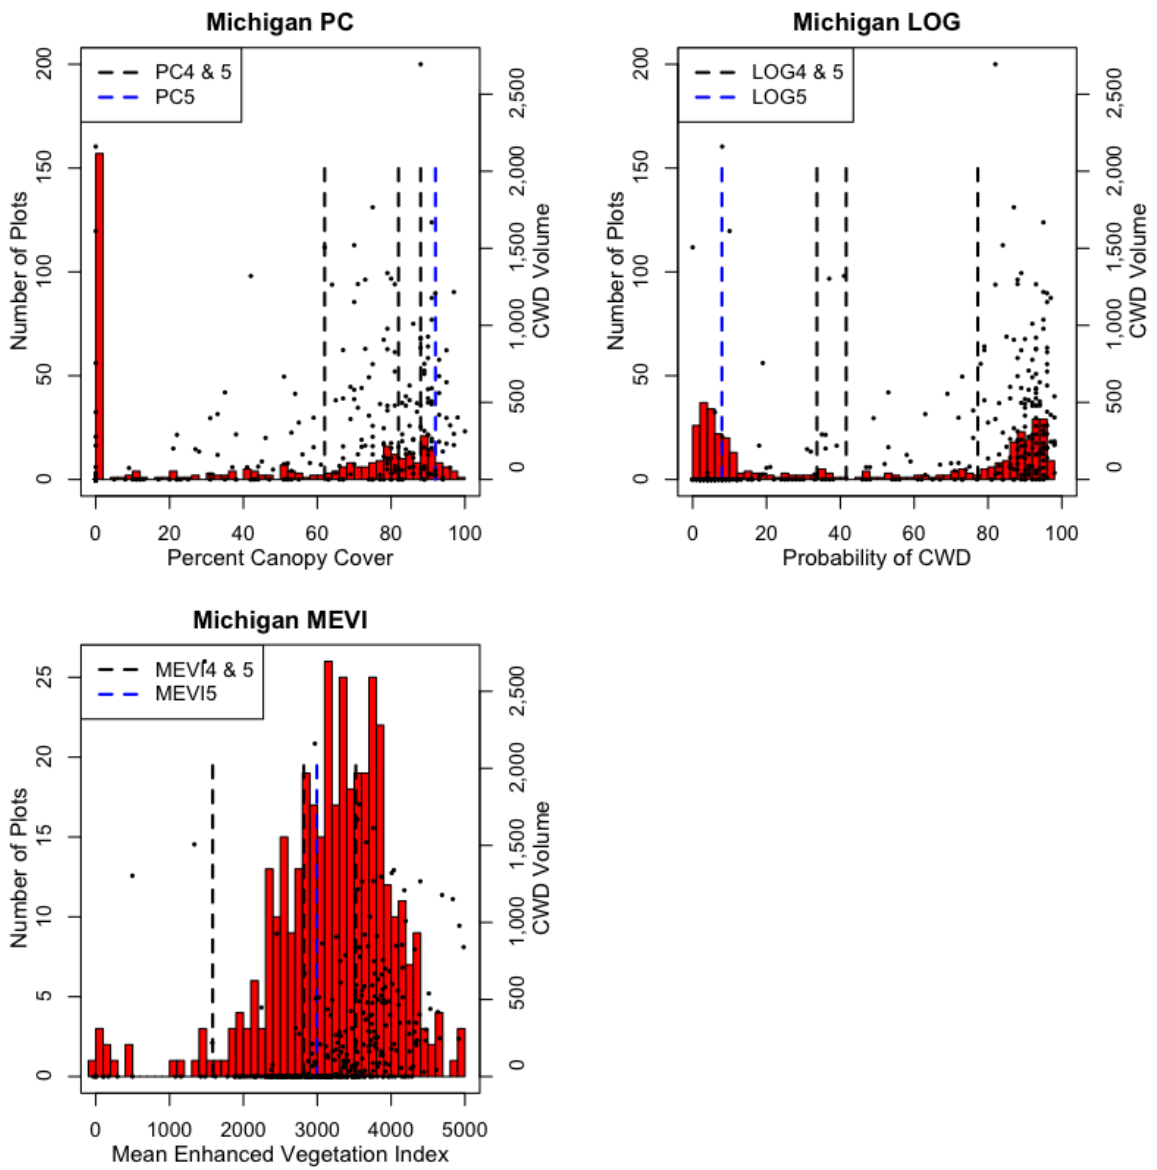 Michigan PC
PC4 & 5
PC5
Number of Plots
0
50
100
150
200
CWD Volume
0
500
1,000
1,500
2,000
2,500
0 20 40 60 80 100
Percent Canopy Cover
Michigan LOG
LOG4 & 5
LOG5
Number of Plots
0
50
100
150
200
CWD Volume
0
500
1,000
1,500
2,000
2,500
0 20 40 60 80 100
Probability of CWD
Michigan MEVI
MEVI4 & 5
MEVI5
Number of Plots
0
5
10
15
20
25
CWD Volume
0
500
1,000
1,500
2,000
2,500
0 1000 2000 3000 4000 5000
Mean Enhanced Vegetation Index